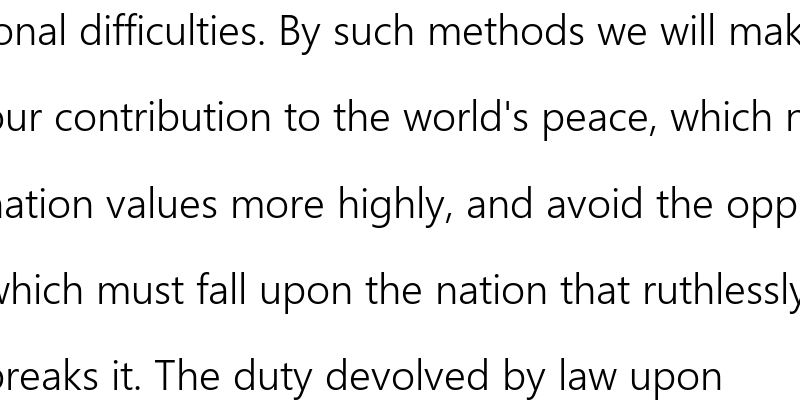 onal difficulties. By such methods we will mak
our contribution to the world's peace, which n
nation values more highly, and avoid the opp
which must fall upon the nation that ruthlessly
breaks it. The duty devolved by law upon